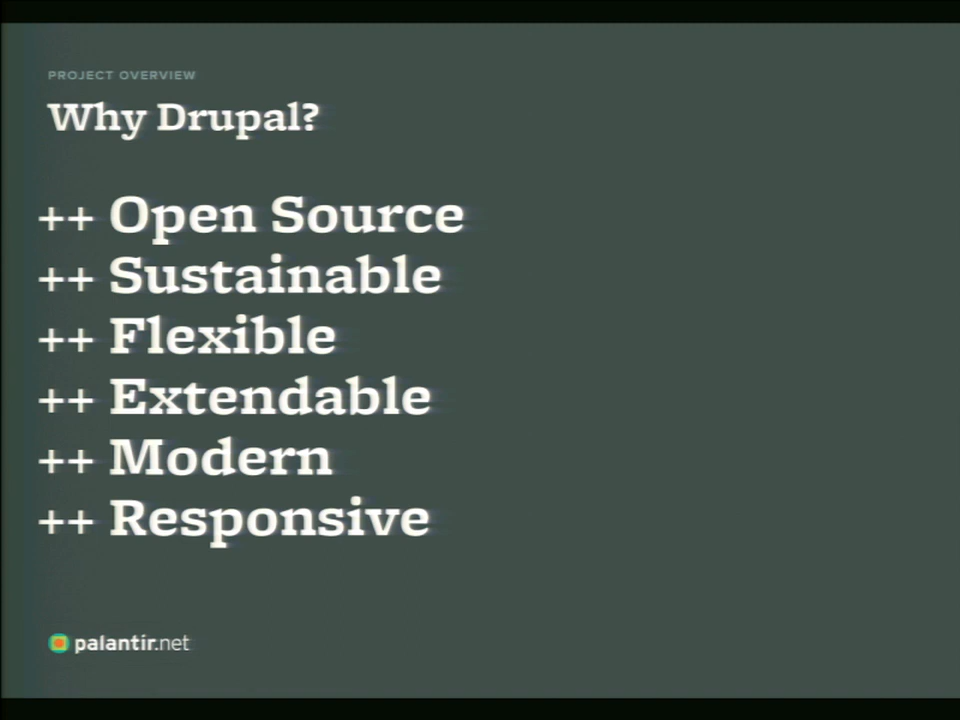 PROJECT OVERVIEW
Why Drupal?
++ Open Source
++ Sustainable
++ Flexible
++ Extendable
++ Modern
++ Responsive
palantir.net